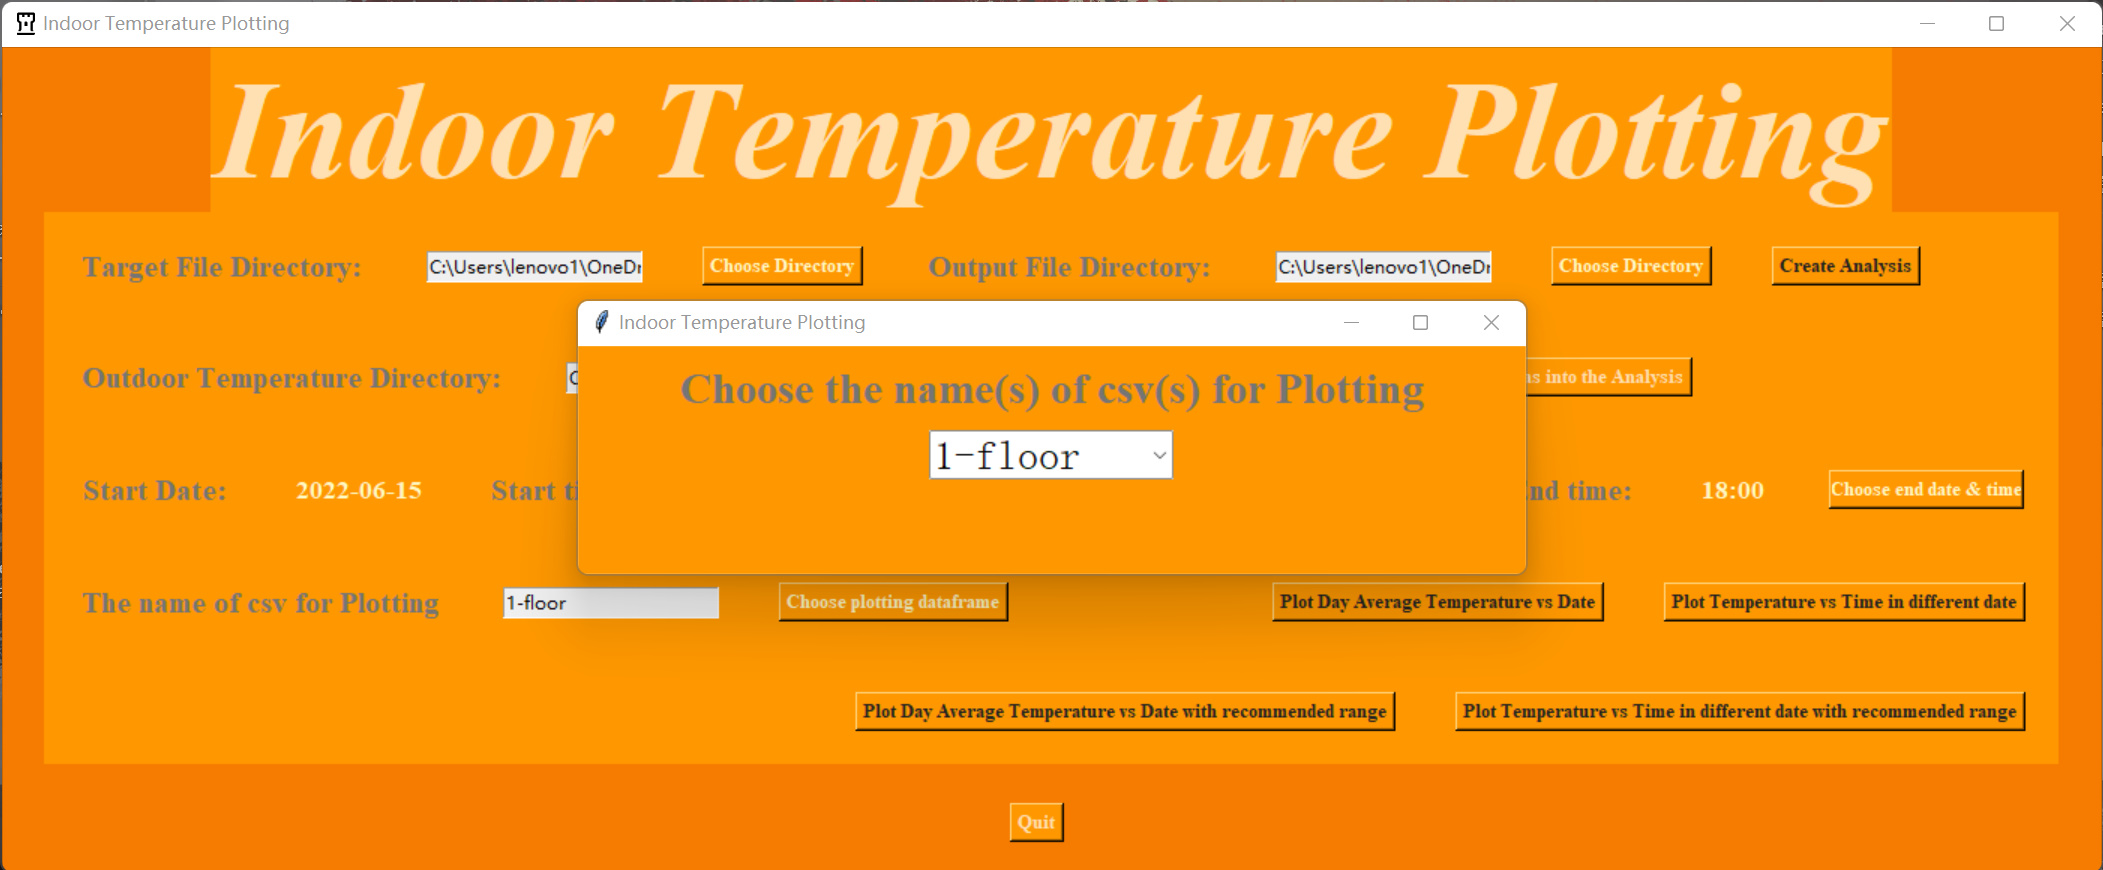 Indoor Temperature Plotting
Indoor Temperature Plotting
Target File Directory: C:\Users\lenovo1\OneDr Choose Directory Output File Directory: C:\Users\lenovo1\OneDr Choose Directory Create Analysis
Indoor Temperature Plotting
Outdoor Temperature Directory: into the Analysis
Choose the name(s) of csv(s) for Plotting
1-floor
Start Date: 2022-06-15 Start time: 18:00 Choose end date & time
The name of csv for Plotting 1-floor Choose plotting dataframe Plot Day Average Temperature vs Date Plot Temperature vs Time in different date
Plot Day Average Temperature vs Date with recommended range Plot Temperature vs Time in different date with recommended range
Quit